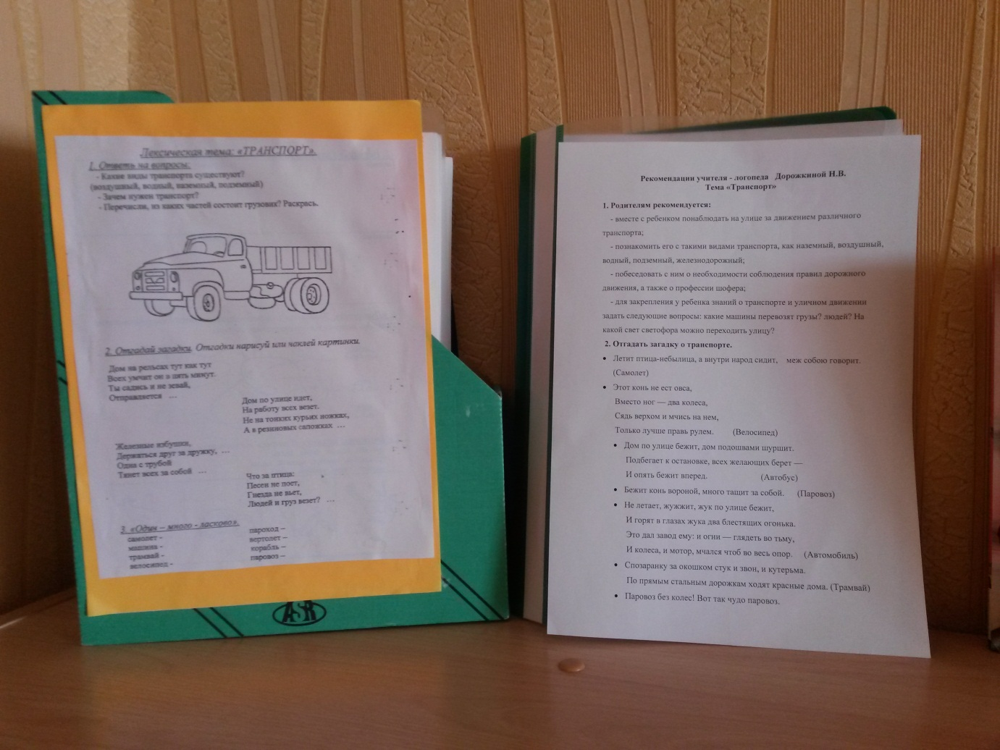 Лексическая тема: «ТРАНСПОРТ».
1. Ответь на вопросы:
- Какие виды транспорта существуют?
(воздушный, водный, наземный, подземный)
- Зачем нужен транспорт?
- Перечисли, из каких частей состоит грузовик? Раскрась.
2. Отгадай загадки. Отгадки нарисуй или наклей картинки.
Дом на рельсах тут как тут
Всех умчит он в пять минут.
Ты садись и не зевай,
Отправляется ...
Дом по улице идет,
На работу всех везет.
Не на тонких курьих ножках,
А в резиновых сапожках ...
Железные избушки,
Держаться друг за дружку, ...
Одна с трубой
Тянет всех за собой ...
Что за птица:
Песен не поет,
Гнезда не вьет,
Людей и груз везет? ...
3. «Один – много - ласково».
самолет -
машина -
трамвай -
велосипед -
пароход –
вертолет –
корабль –
паровоз –
ASR
Рекомендации учителя - логопеда Дорожкиной Н.В.
Тема «Транспорт»
1. Родителям рекомендуется:
- вместе с ребенком понаблюдать на улице за движением различного
транспорта;
- познакомить его с такими видами транспорта, как наземный, воздушный,
водный, подземный, железнодорожный;
- побеседовать с ним о необходимости соблюдения правил дорожного
движения, а также о профессии шофера;
- для закрепления у ребенка знаний о транспорте и уличном движении
задать следующие вопросы: какие машины перевозят грузы? людей? На
какой свет светофора можно переходить улицу?
2. Отгадать загадку о транспорте.
• Летит птица-небылица, а внутри народ сидит, меж собою говорит.
(Самолет)
• Этот конь не ест овса,
Вместо ног — два колеса,
Сядь верхом и мчись на нем,
Только лучше правь рулем. (Велосипед)
• Дом по улице бежит, дом подошвами шуршит.
Подбегает к остановке, всех желающих берет —
И опять бежит вперед. (Автобус)
• Бежит конь вороной, много тащит за собой. (Паровоз)
• Не летает, жужжит, жук по улице бежит,
И горят в глазах жука два блестящих огонька.
Это дал завод ему: и огни — глядеть во тьму,
И колеса, и мотор, мчался чтоб во весь опор. (Автомобиль)
• Спозаранку за окошком стук и звон, и кутерьма.
По прямым стальным дорожкам ходят красные дома. (Трамвай)
• Паровоз без колес! Вот так чудо паровоз.